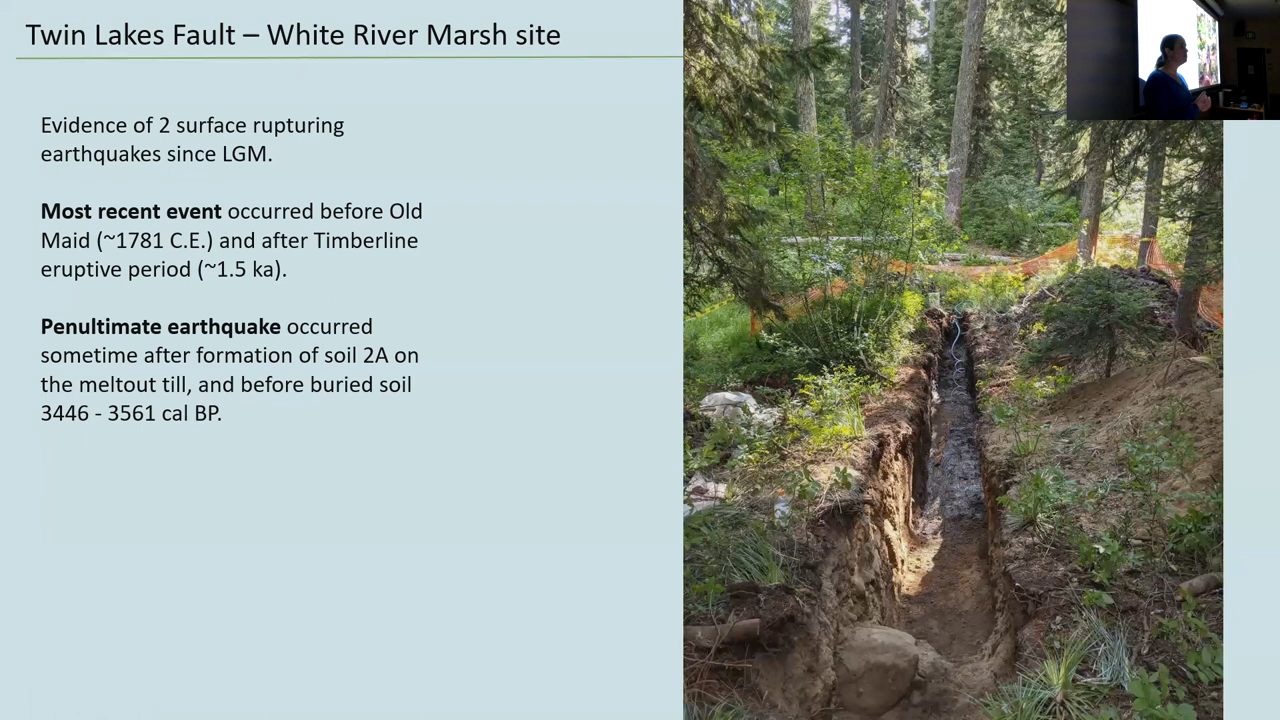 Twin Lakes Fault – White River Marsh site
Evidence of 2 surface rupturing
earthquakes since LGM.
Most recent event occurred before Old
Maid (~1781 C.E.) and after Timberline
eruptive period (~1.5 ka).
Penultimate earthquake occurred
sometime after formation of soil 2A on
the meltout till, and before buried soil
3446 - 3561 cal BP.